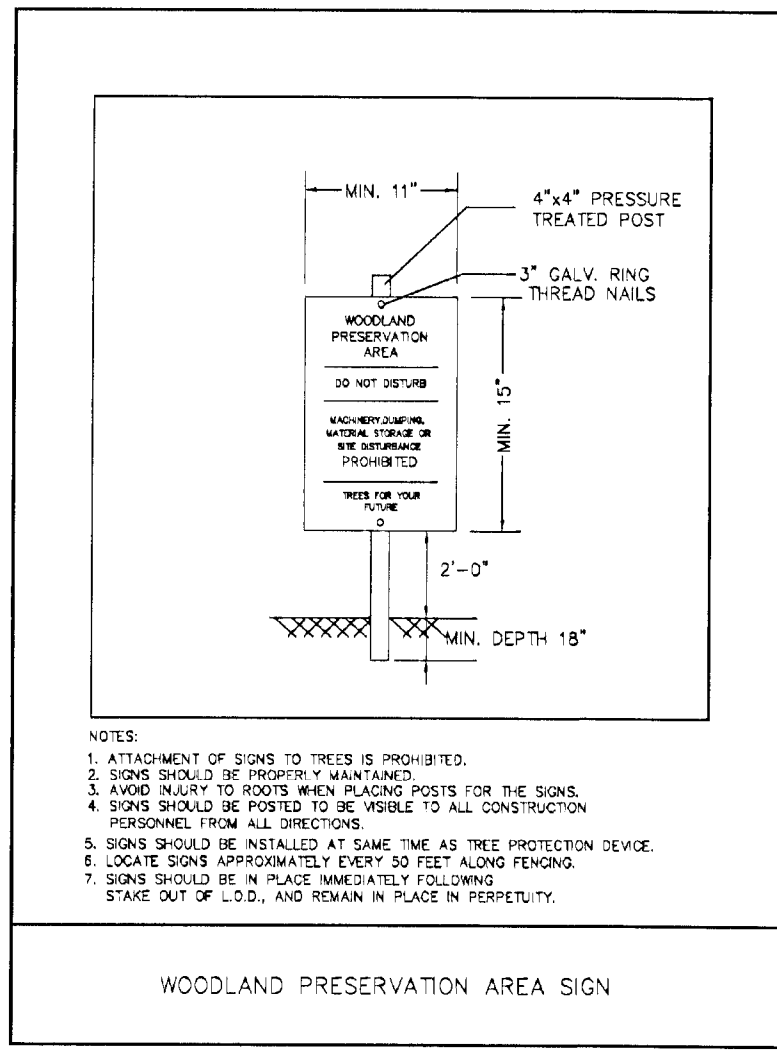 MIN. 11"
4"x4" PRESSURE
TREATED POST
3" GALV. RING
THREAD NAILS
WOODLAND
PRESERVATION
AREA
DO NOT DISTURB
MACHINERY,DUMPING,
MATERIAL STORAGE OR
SITE DISTURBANCE
PROHIBITED
TREES FOR YOUR
FUTURE
MIN. 15"
2'-0"
MIN. DEPTH 18"
NOTES:
1. ATTACHMENT OF SIGNS TO TREES IS PROHIBITED.
2. SIGNS SHOULD BE PROPERLY MAINTAINED.
3. AVOID INJURY TO ROOTS WHEN PLACING POSTS FOR THE SIGNS.
4. SIGNS SHOULD BE POSTED TO BE VISIBLE TO ALL CONSTRUCTION
PERSONNEL FROM ALL DIRECTIONS.
5. SIGNS SHOULD BE INSTALLED AT SAME TIME AS TREE PROTECTION DEVICE.
6. LOCATE SIGNS APPROXIMATELY EVERY 50 FEET ALONG FENCING.
7. SIGNS SHOULD BE IN PLACE IMMEDIATELY FOLLOWING
STAKE OUT OF L.O.D., AND REMAIN IN PLACE IN PERPETUITY.
WOODLAND PRESERVATION AREA SIGN